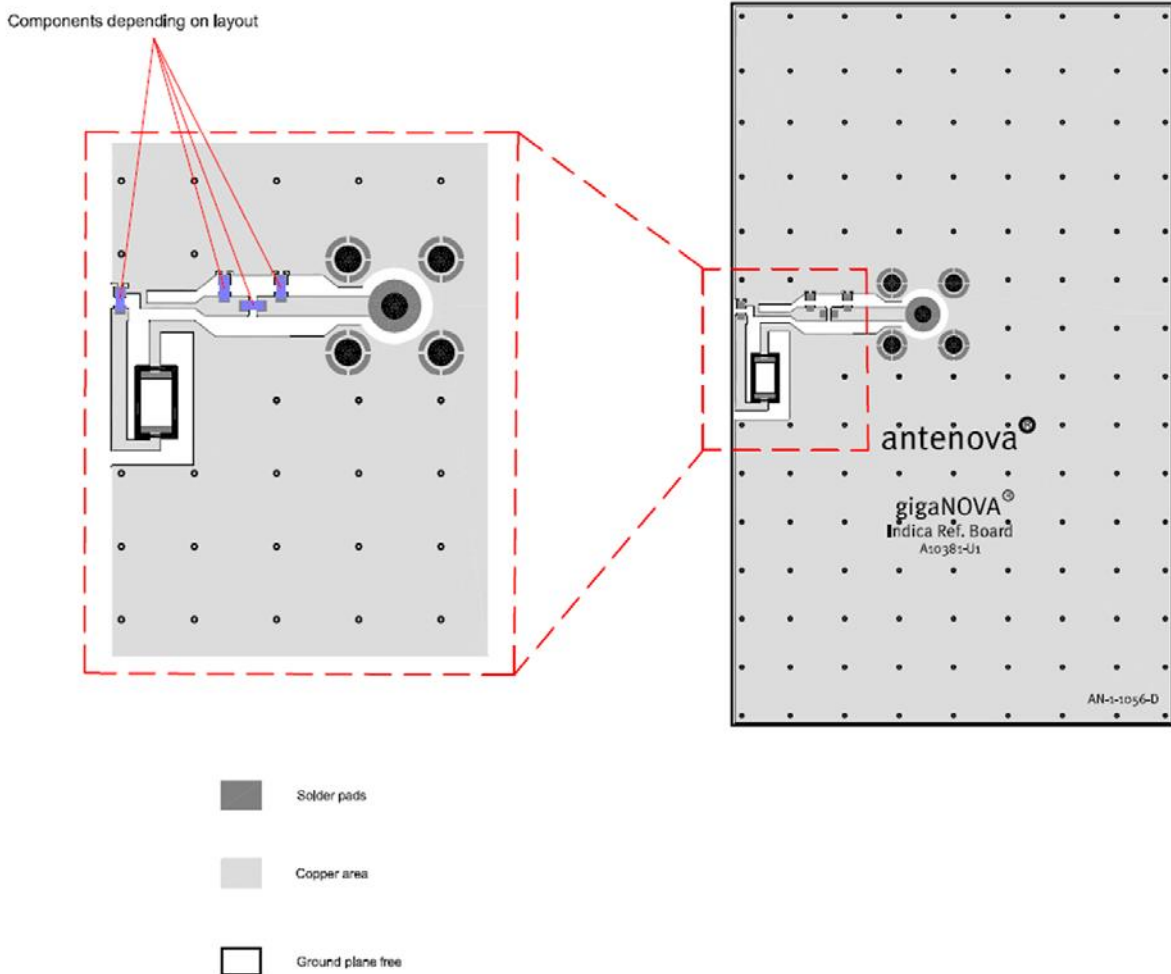 Components depending on layout
antenova®
gigaNOVA®
Indica Ref. Board
A10381-U1
AN-1-1056-D
Solder pads
Copper area
Ground plane free